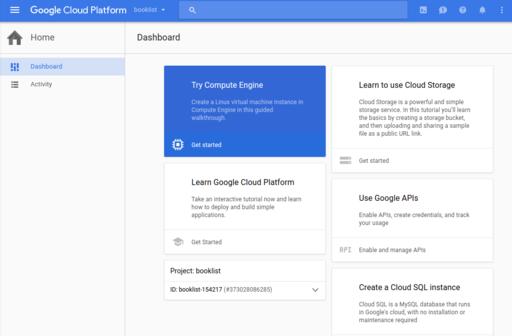 Google Cloud Platform booklist
Home
Dashboard
Dashboard
Activity
Try Compute Engine
Create a Linux virtual machine instance in
Compute Engine in this guided
walkthrough.
Get started
Learn to use Cloud Storage
Cloud Storage is a powerful and simple
storage service. In this tutorial you'll learn
the basics by creating a storage bucket,
and then uploading and sharing a sample
file as a public URL link.
Get started
Learn Google Cloud Platform
Take an interactive tutorial now and learn
how to deploy and build simple
applications.
Get Started
Use Google APIs
Enable APIs, create credentials, and track
your usage
RPI Enable and manage APIs
Project: booklist
ID: booklist-154217 (#373028086285)
Create a Cloud SQL instance
Cloud SQL is a MySQL database that runs
in Google's cloud, with no installation or
maintenance required